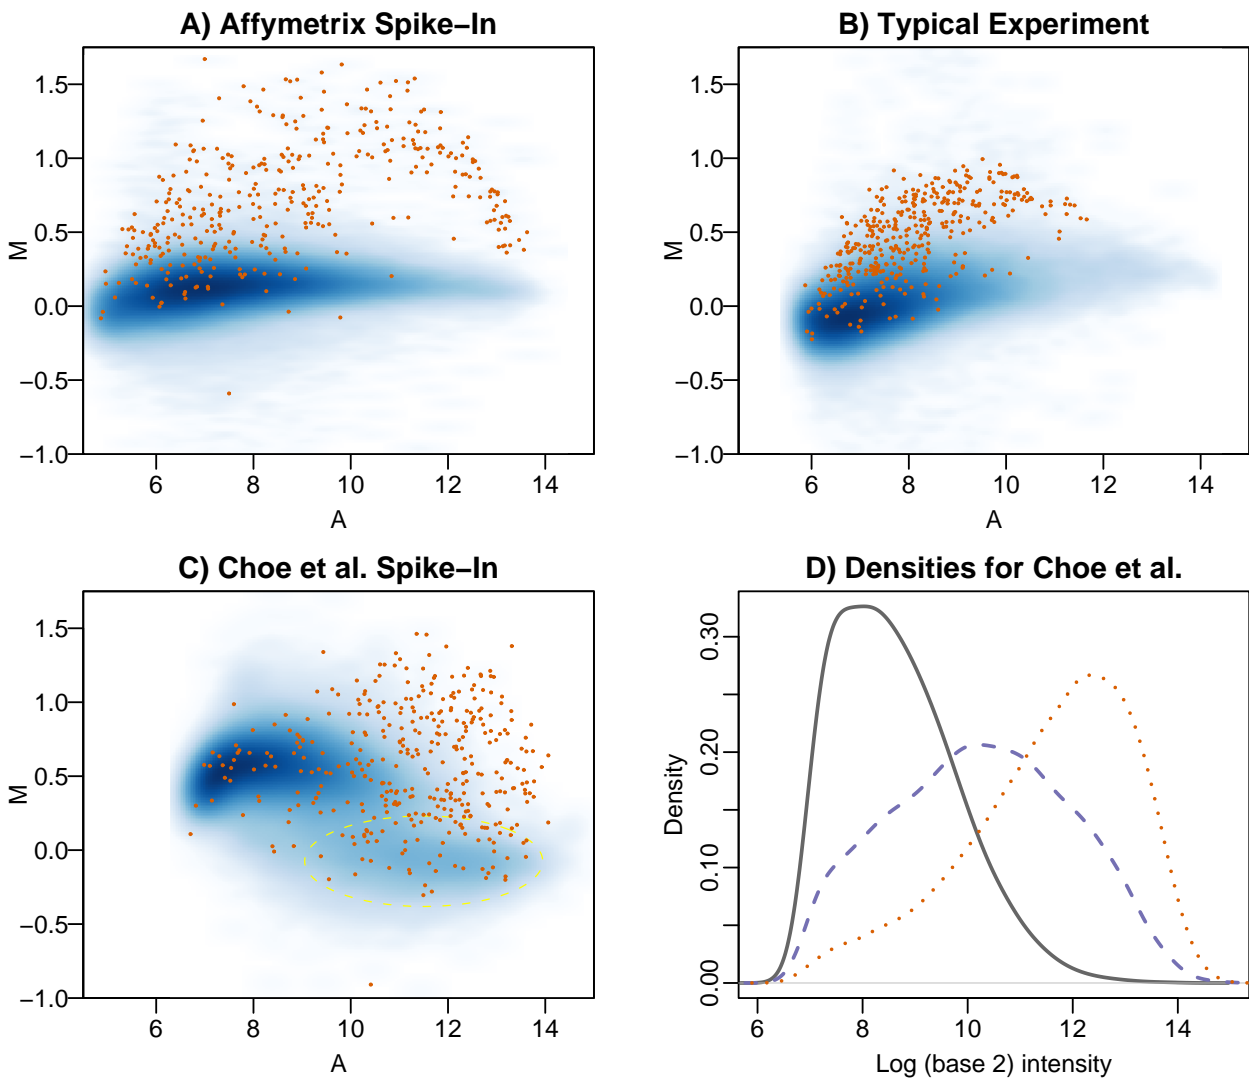 A) Affymetrix Spike−In
1.5
1.0
0.5
0.0
−0.5
−1.0
M
6 8 10 12 14
A
B) Typical Experiment
1.5
1.0
0.5
0.0
−0.5
−1.0
M
6 8 10 12 14
A
C) Choe et al. Spike−In
1.5
1.0
0.5
0.0
−0.5
−1.0
M
6 8 10 12 14
A
D) Densities for Choe et al.
0.30
0.20
0.10
0.00
Density
6 8 10 12 14
Log (base 2) intensity